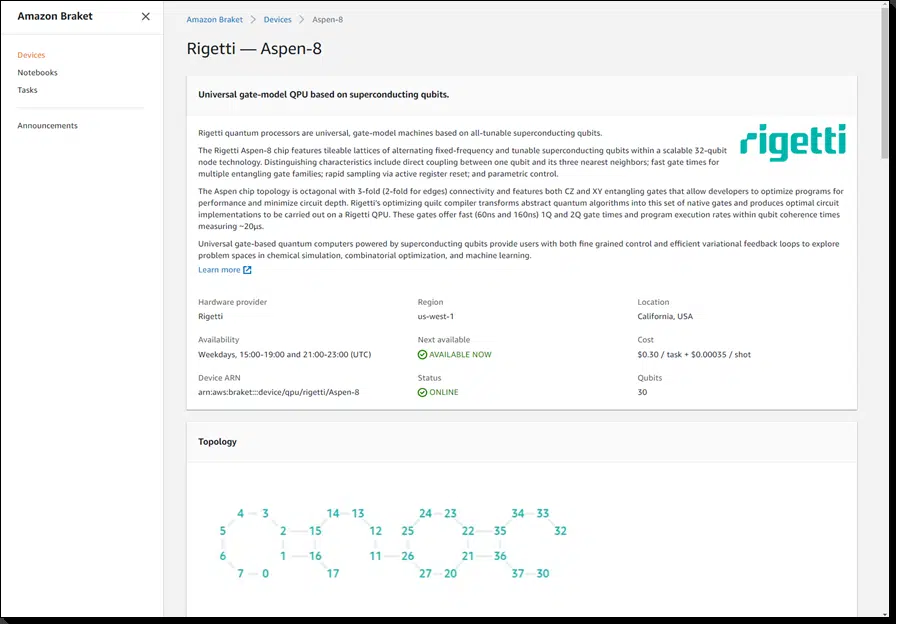 Amazon Braket
Devices
Notebooks
Tasks
Announcements
Amazon Braket > Devices > Aspen-8
Rigetti — Aspen-8
Universal gate-model QPU based on superconducting qubits.
rigetti
Rigetti quantum processors are universal, gate-model machines based on all-tunable superconducting qubits.
The Rigetti Aspen-8 chip features tileable lattices of alternating fixed-frequency and tunable superconducting qubits within a scalable 32-qubit
node technology. Distinguishing characteristics include direct coupling between one qubit and its three nearest neighbors; fast gate times for
multiple entangling gate families; rapid sampling via active register reset; and parametric control.
The Aspen chip topology is octagonal with 3-fold (2-fold for edges) connectivity and features both CZ and XY entangling gates that allow developers to optimize programs for
performance and minimize circuit depth. Rigetti's optimizing quilc compiler transforms abstract quantum algorithms into this set of native gates and produces optimal circuit
implementations to be carried out on a Rigetti QPU. These gates offer fast (60ns and 160ns) 1Q and 2Q gate times and program execution rates within qubit coherence times
measuring ~20μs.
Universal gate-based quantum computers powered by superconducting qubits provide users with both fine grained control and efficient variational feedback loops to explore
problem spaces in chemical simulation, combinatorial optimization, and machine learning.
Learn more
Hardware provider Region Location
Rigetti us-west-1 California, USA
Availability Next available Cost
Weekdays, 15:00-19:00 and 21:00-23:00 (UTC) AVAILABLE NOW $0.30 / task + $0.00035 / shot
Device ARN Status Qubits
arn:aws:braket:::device/qpu/rigetti/Aspen-8 ONLINE 30
Topology
4 3 14 13 24 23 34 33
5 2 15 12 25 22 35 32
6 1 16 11 26 21 36
7 0 17 27 20 37 30